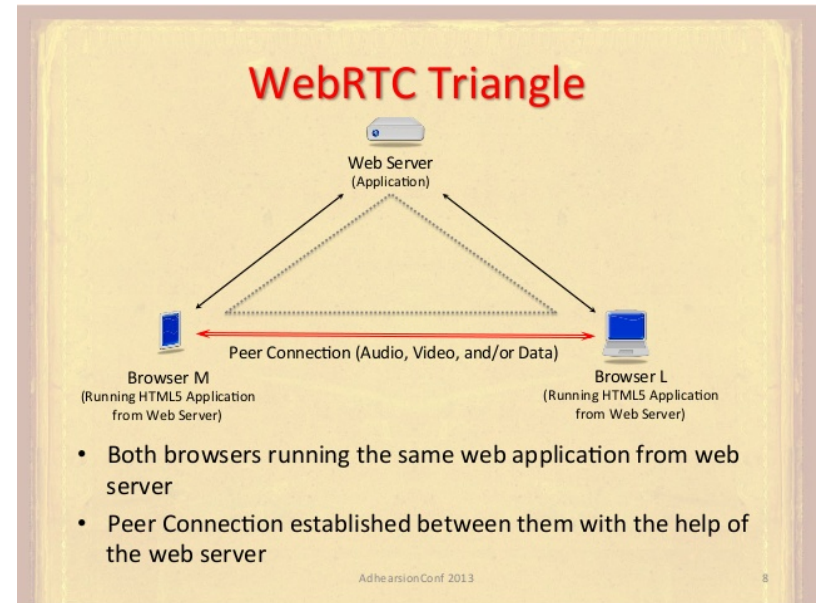 WebRTC Triangle
Web Server
(Application)
Peer Connection (Audio, Video, and/or Data)
Browser M
(Running HTML5 Application
from Web Server)
Browser L
(Running HTML5 Application
from Web Server)
• Both browsers running the same web application from web
server
• Peer Connection established between them with the help of
the web server
AdhearsionConf 2013
8